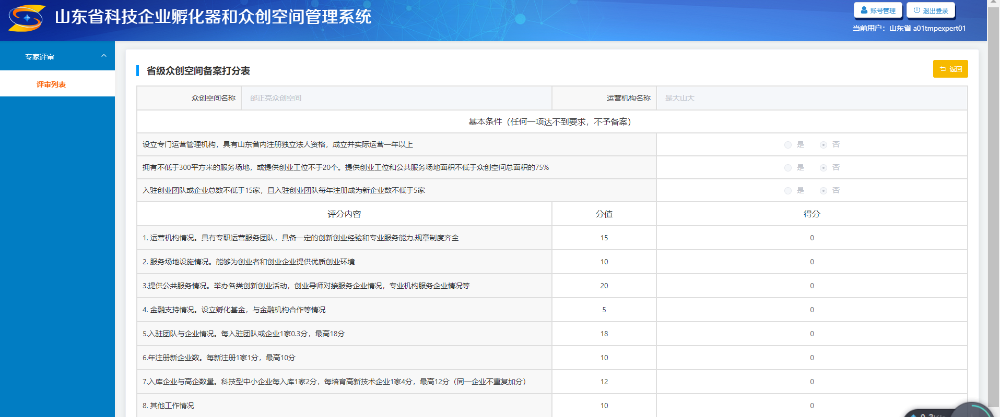 山东省科技企业孵化器和众创空间管理系统
账号管理
退出登录
当前用户：山东省 a01tmpexpert01
专家评审
评审列表
省级众创空间备案打分表
返回
众创空间名称 邰正亮众创空间 运营机构名称 是大山大
基本条件（任何一项达不到要求，不予备案）
设立专门运营管理机构，具有山东省内注册独立法人资格，成立并实际运营一年以上 是 否
拥有不低于300平方米的服务场地，或提供创业工位不于20个。提供创业工位和公共服务场地面积不低于众创空间总面积的75% 是 否
入驻创业团队或企业总数不低于15家，且入驻创业团队每年注册成为新企业数不低于5家 是 否
评分内容 分值 得分
1. 运营机构情况。具有专职运营服务团队，具备一定的创新创业经验和专业服务能力,规章制度齐全 15 0
2. 服务场地设施情况。能够为创业者和创业企业提供优质创业环境 10 0
3.提供公共服务情况。举办各类创新创业活动，创业导师对接服务企业情况，专业机构服务企业情况等 20 0
4. 金融支持情况。设立孵化基金，与金融机构合作等情况 5 0
5.入驻团队与企业情况。每入驻团队或企业1家0.3分，最高18分 18 0
6.年注册新企业数。每新注册1家1分，最高10分 10 0
7.入库企业与高企数量。科技型中小企业每入库1家2分，每培育高新技术企业1家4分，最高12分（同一企业不重复加分） 12 0
8. 其他工作情况 10 0